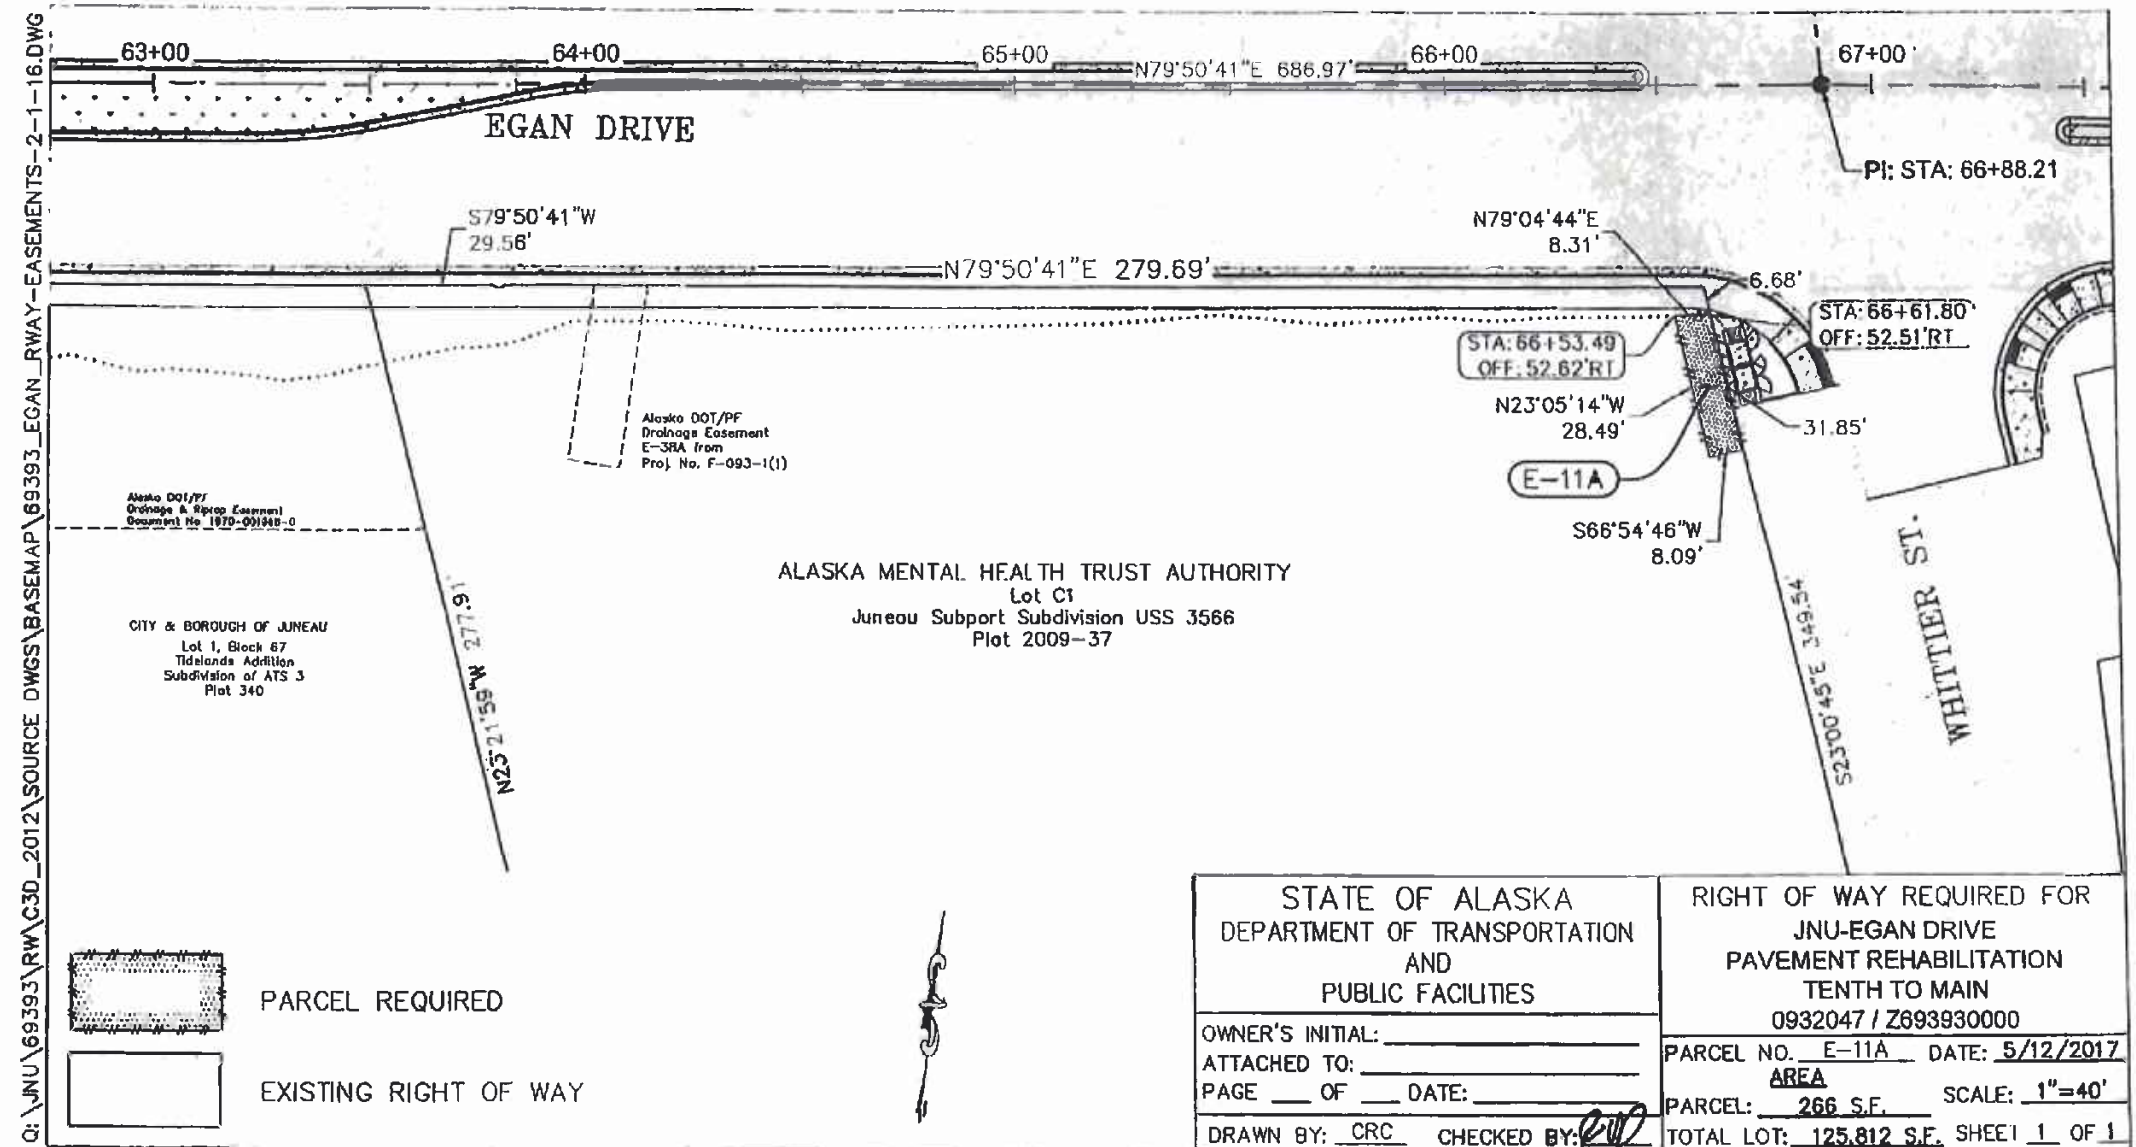 Q: \JNU\69393\RW\C3D_2012\SOURCE DWGS\BASEMAP\69393_EGAN_RWAY-EASEMENTS-2-1-16.DWG
63+00
64+00
65+00
N79°50'41"E 686.97'
66+00
67+00
EGAN DRIVE
PI: STA: 66+88.21
S79°50'41"W
29.56'
N79°04'44"E
8.31'
N79°50'41"E 279.69'
6.68'
STA: 66+61.80
OFF: 52.51'RT
STA: 66+53.49
OFF: 52.62'RT
N23°05'14"W
28.49'
31.85'
Alaska DOT/PF
Drainage Easement
E-38A from
Proj. No. F-093-1(1)
E-11A
Alaska DOT/PF
Drainage & Riprap Easement
Document No 1970-
S66°54'46"W
8.09'
ALASKA MENTAL HEALTH TRUST AUTHORITY
Lot C1
Juneau Subport Subdivision USS 3566
Plat 2009-37
CITY & BOROUGH OF JUNEAU
Lot 1, Block 67
Tidelands Addition
Subdivision of ATS 3
Plat 340
N23°21'59"W 277.91'
S23°00'45"E 349.54'
WHITTIER ST.
PARCEL REQUIRED
EXISTING RIGHT OF WAY
STATE OF ALASKA
DEPARTMENT OF TRANSPORTATION
AND
PUBLIC FACILITIES
OWNER'S INITIAL:
ATTACHED TO:
PAGE ___ OF ___ DATE:
DRAWN BY: CRC CHECKED BY:
RIGHT OF WAY REQUIRED FOR
JNU-EGAN DRIVE
PAVEMENT REHABILITATION
TENTH TO MAIN
0932047 / Z693930000
PARCEL NO. E-11A DATE: 5/12/2017
AREA
PARCEL: 266 S.F. SCALE: 1"=40'
TOTAL LOT: 125,812 S.F. SHEET 1 OF 1